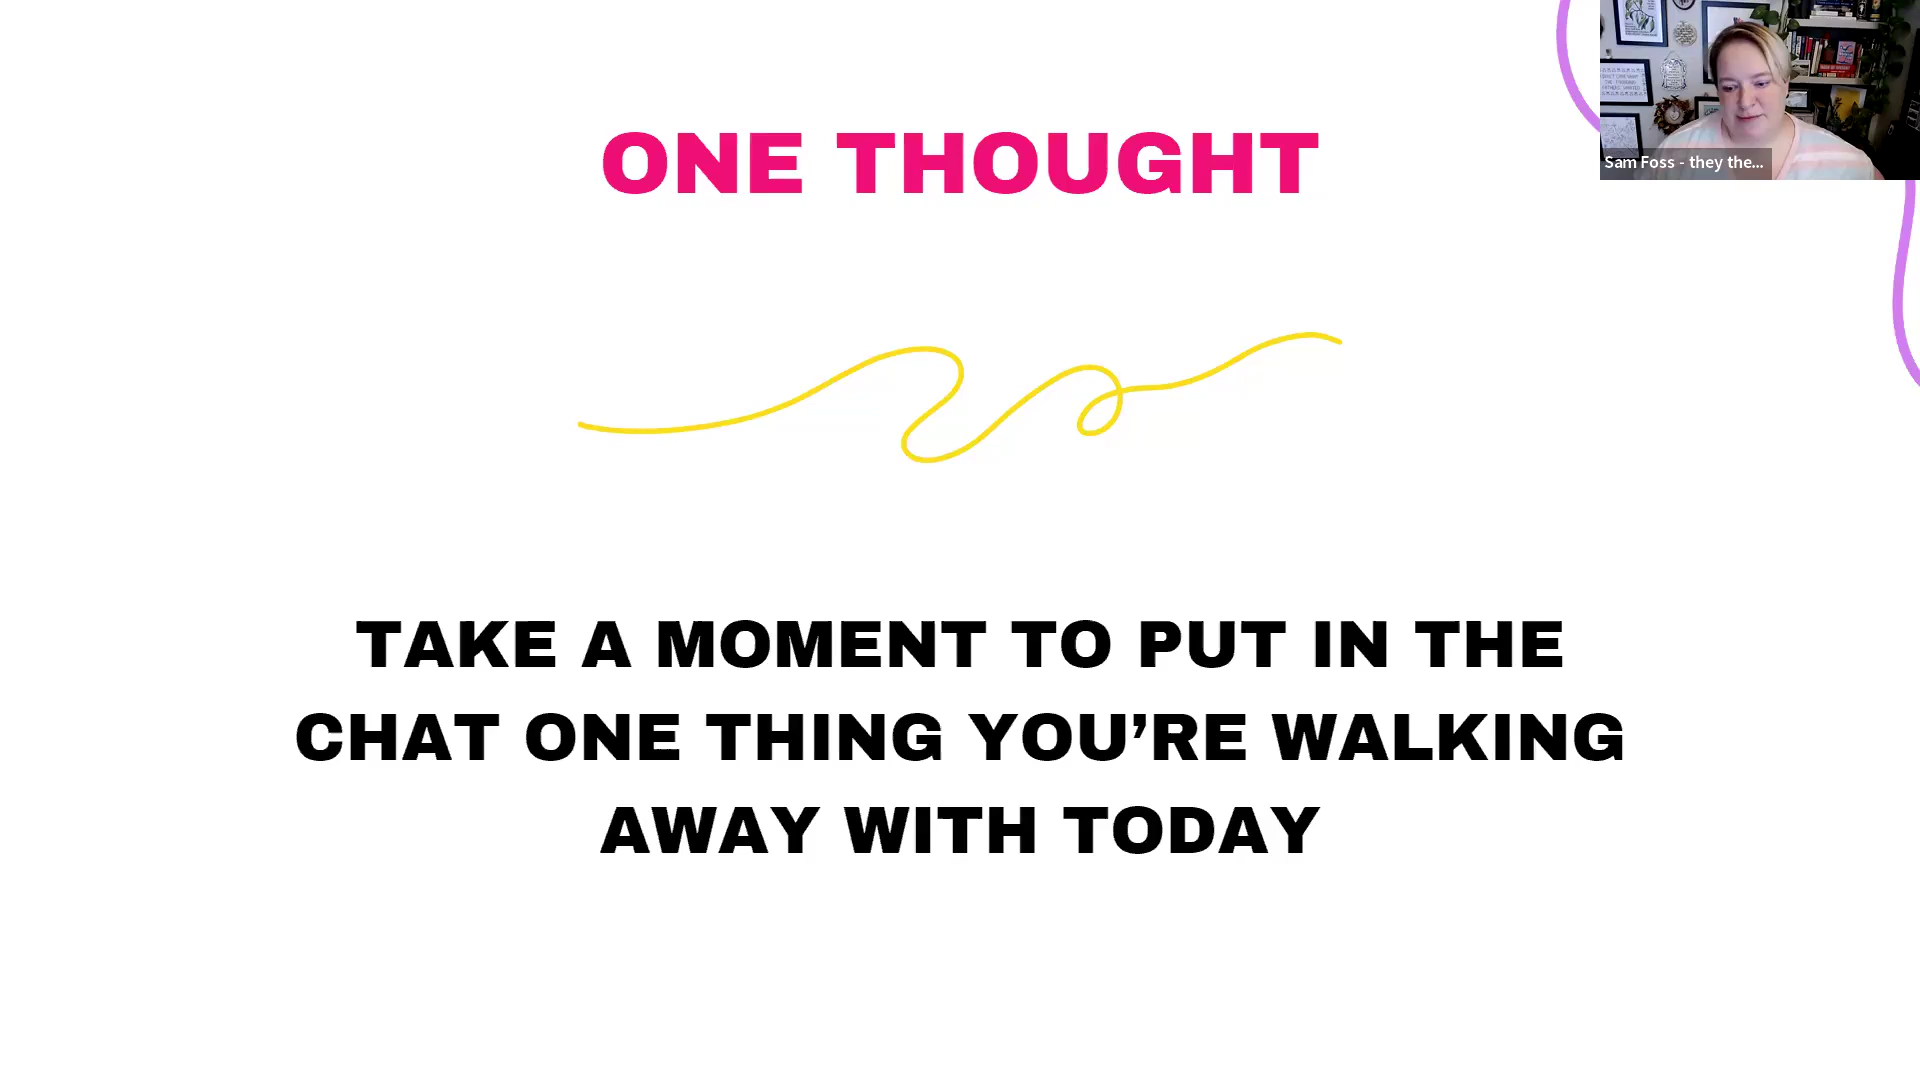 ONE THOUGHT
Sam Foss - they the...
TAKE A MOMENT TO PUT IN THE
CHAT ONE THING YOU’RE WALKING
AWAY WITH TODAY